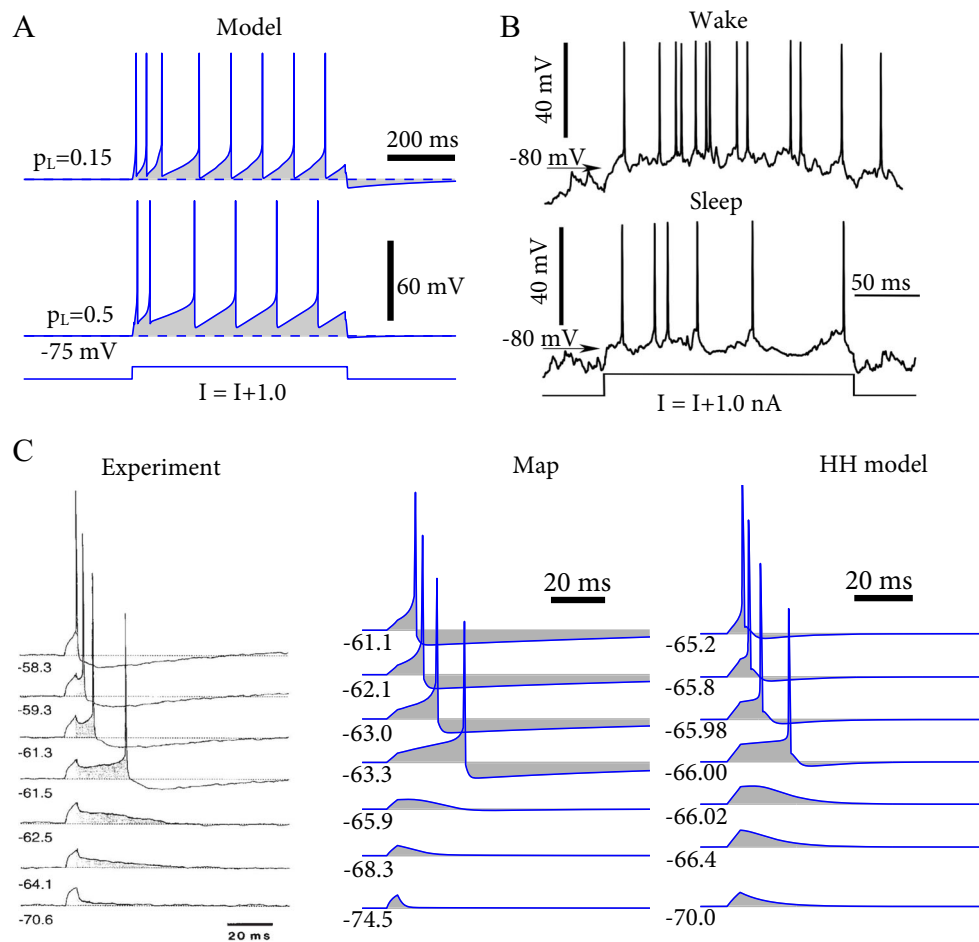 A
Model
p_L=0.15
200 ms
60 mV
p_L=0.5
-75 mV
I = I+1.0
B
Wake
40 mV
-80 mV
Sleep
40 mV
50 ms
-80 mV
I = I+1.0 nA
C
Experiment
-58.3
-59.3
-61.3
-61.5
-62.5
-64.1
-70.6
20 ms
Map
20 ms
-61.1
-62.1
-63.0
-63.3
-65.9
-68.3
-74.5
HH model
20 ms
-65.2
-65.8
-65.98
-66.00
-66.02
-66.4
-70.0